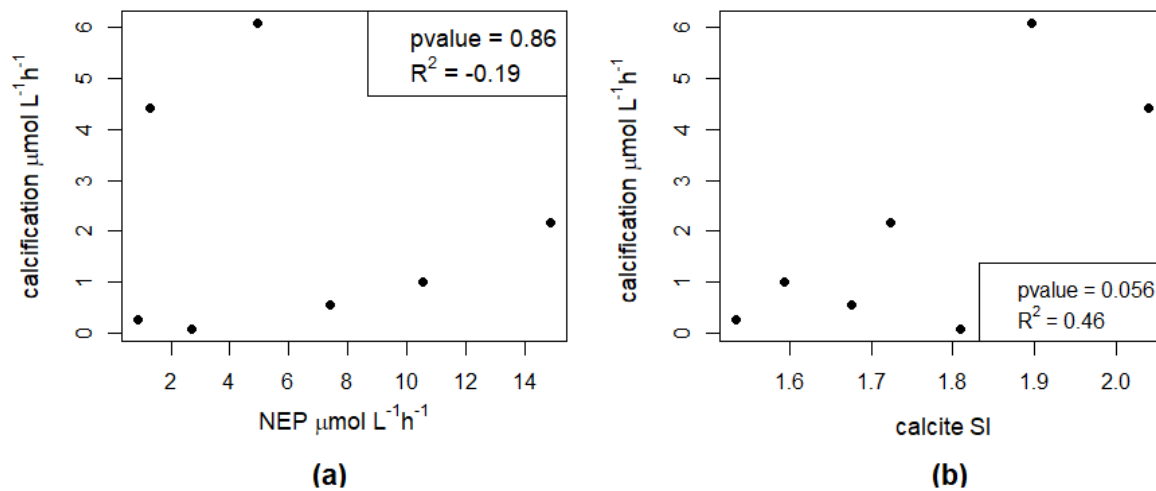 calcification μmol L⁻¹h⁻¹
6
5
4
3
2
1
0
pvalue = 0.86
R² = -0.19
2 4 6 8 10 12 14
NEP μmol L⁻¹h⁻¹
(a)
calcification μmol L⁻¹h⁻¹
6
5
4
3
2
1
0
pvalue = 0.056
R² = 0.46
1.6 1.7 1.8 1.9 2.0
calcite SI
(b)